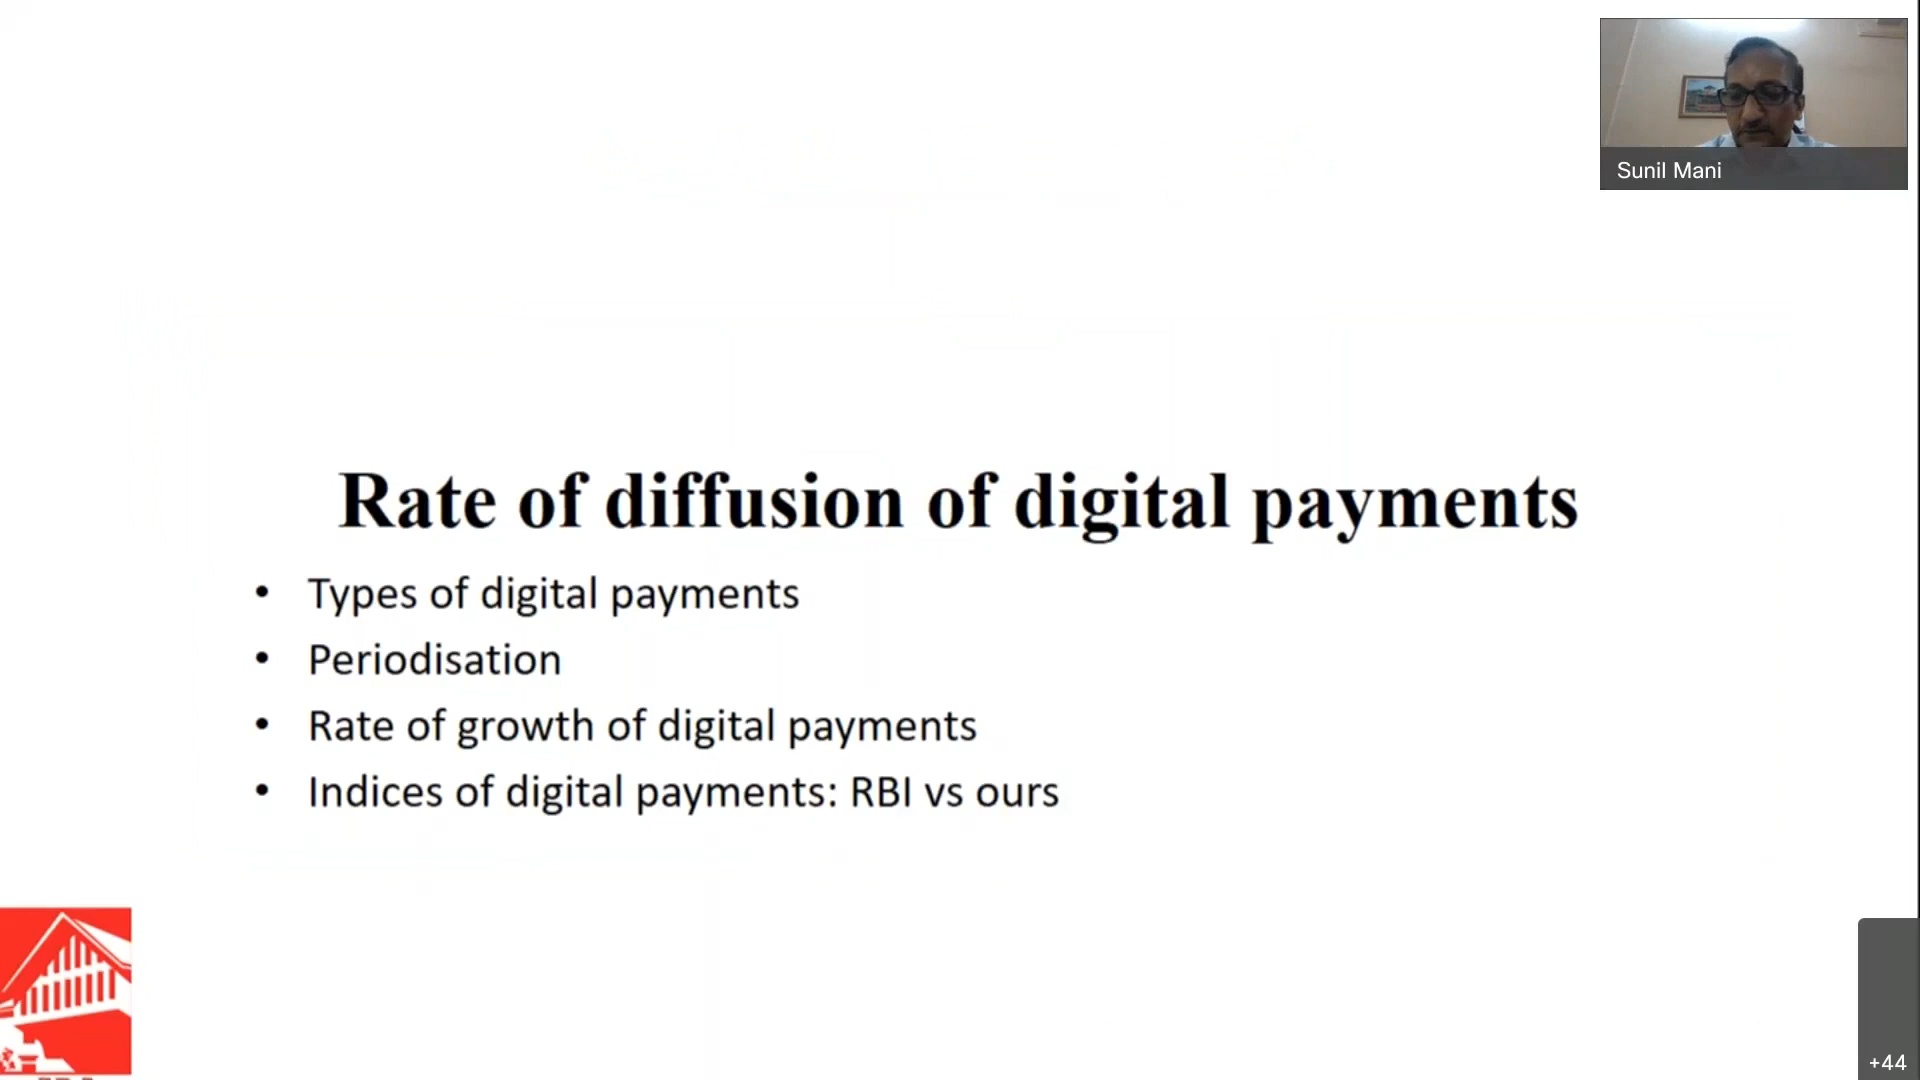 Sunil Mani
Rate of diffusion of digital payments
• Types of digital payments
• Periodisation
• Rate of growth of digital payments
• Indices of digital payments: RBI vs ours
+44